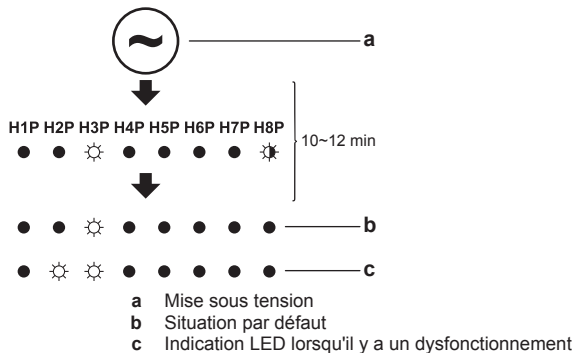 a
H1P H2P H3P H4P H5P H6P H7P H8P
10~12 min
b
c
a Mise sous tension
b Situation par défaut
c Indication LED lorsqu'il y a un dysfonctionnement